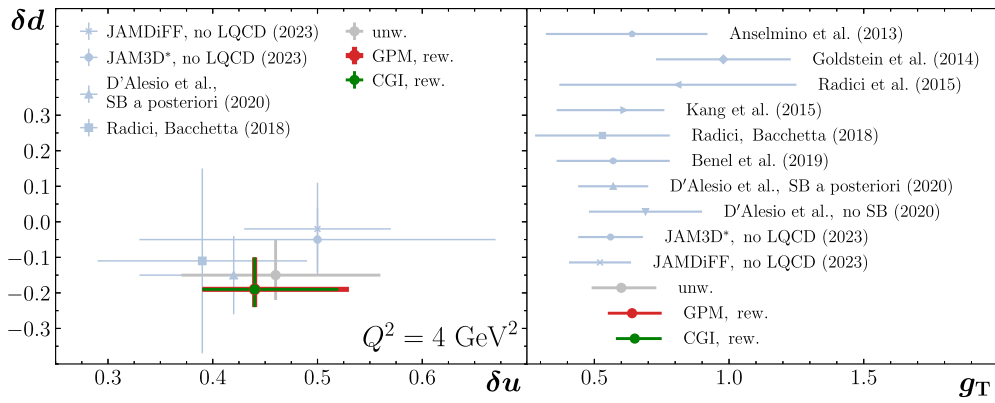 δd
JAMDiFF, no LQCD (2023)
JAM3D*, no LQCD (2023)
D'Alesio et al.,
SB a posteriori (2020)
Radici, Bacchetta (2018)
unw.
GPM, rew.
CGI, rew.
0.3
0.2
0.1
0.0
−0.1
−0.2
−0.3
Q² = 4 GeV²
0.3
0.4
0.5
0.6
δu
Anselmino et al. (2013)
Goldstein et al. (2014)
Radici et al. (2015)
Kang et al. (2015)
Radici, Bacchetta (2018)
Benel et al. (2019)
D′Alesio et al., SB a posteriori (2020)
D′Alesio et al., no SB (2020)
JAM3D*, no LQCD (2023)
JAMDiFF, no LQCD (2023)
unw.
GPM, rew.
CGI, rew.
0.5
1.0
1.5
g_T